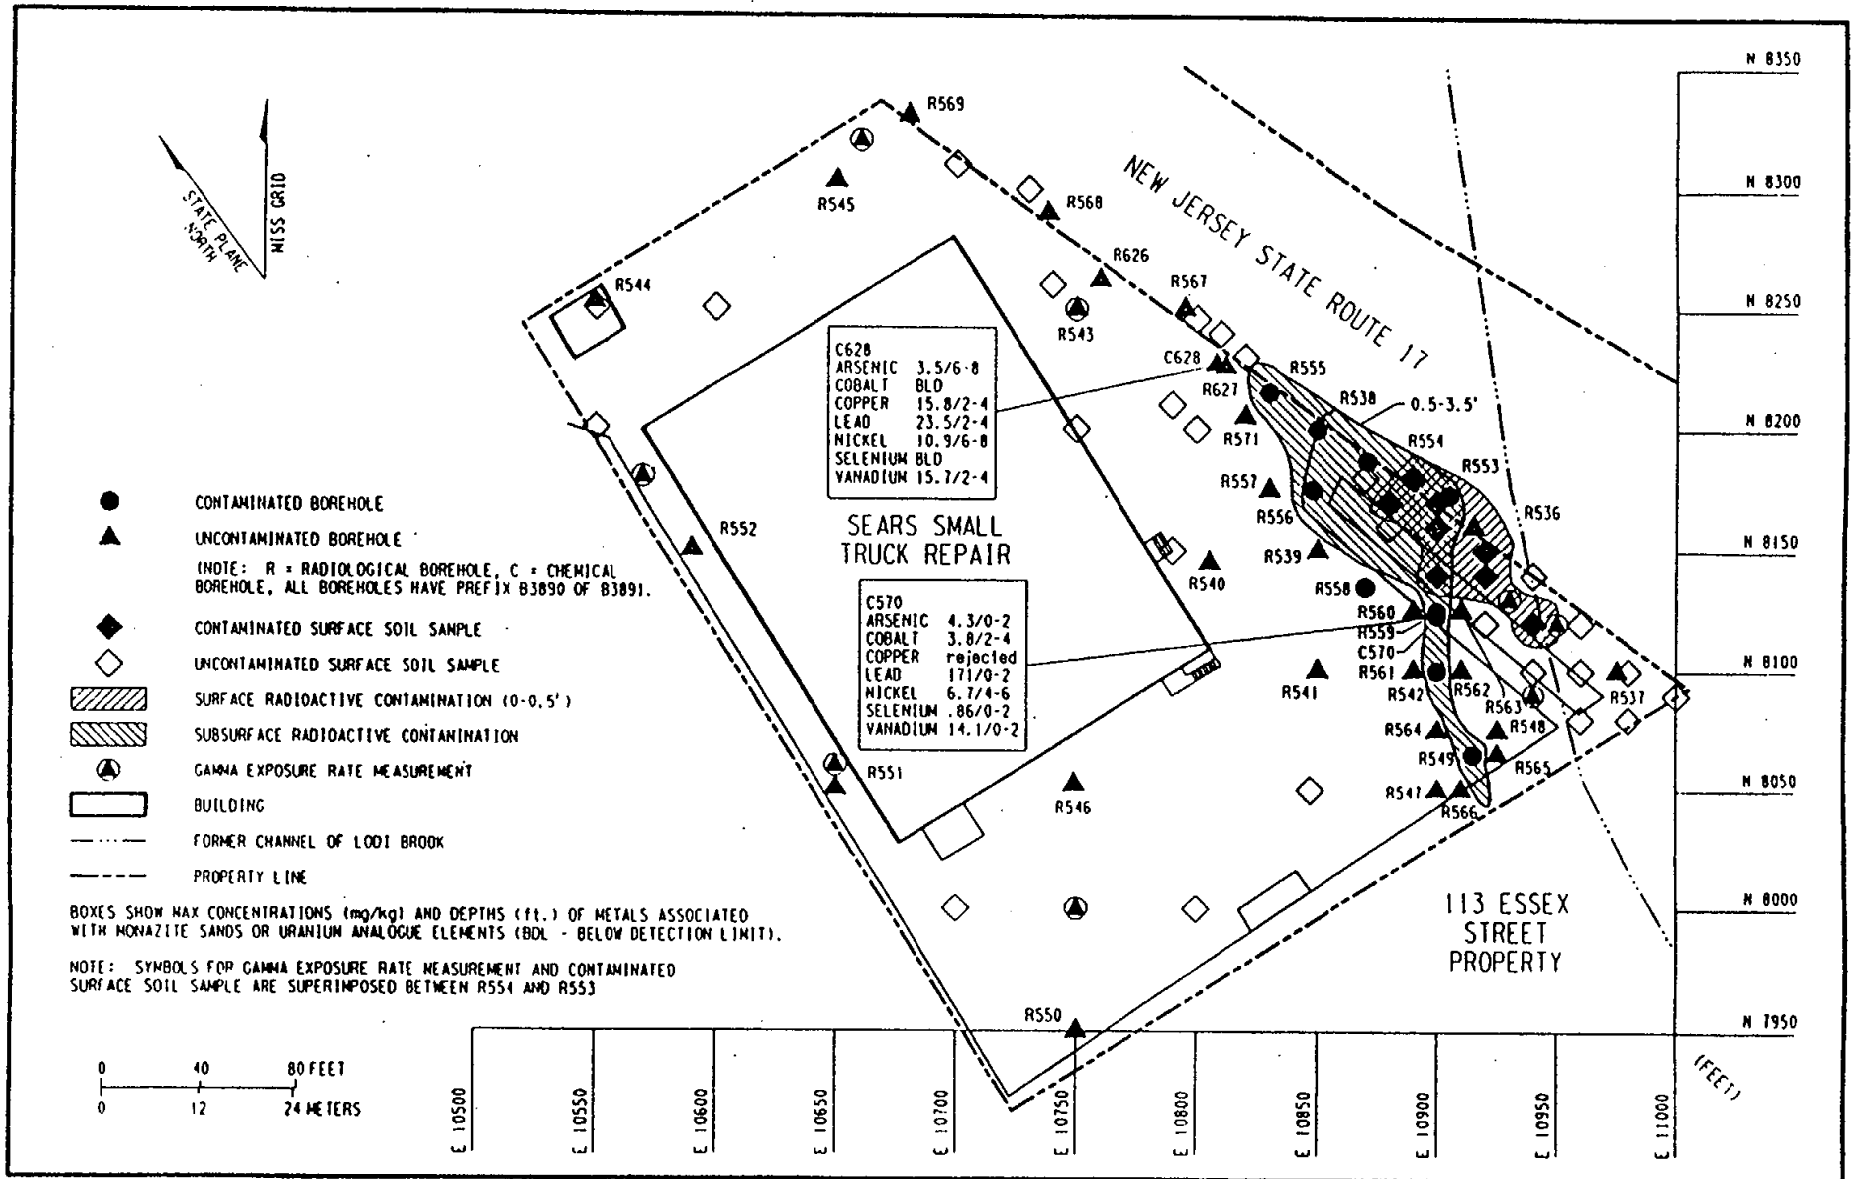 N 8350
R569
N 8300
MISS GRID
STATE PLANE
NORTH
R545
R568
NEW JERSEY STATE ROUTE 17
R626
R544
R567
N 8250
R543
C628
R627
R555
C628
ARSENIC 3.5/6-8
COBALT BLD
COPPER 15.8/2-4
LEAD 23.5/2-4
NICKEL 10.9/6-8
SELENIUM BLD
VANADIUM 15.7/2-4
R538
0.5-3.5'
R571
R554
N 8200
R553
R557
R556
R536
CONTAMINATED BOREHOLE
UNCONTAMINATED BOREHOLE
(NOTE: R = RADIOLOGICAL BOREHOLE, C = CHEMICAL
BOREHOLE, ALL BOREHOLES HAVE PREFIX B3890 OF B3891.
CONTAMINATED SURFACE SOIL SAMPLE
UNCONTAMINATED SURFACE SOIL SAMPLE
SURFACE RADIOACTIVE CONTAMINATION (0-0.5')
SUBSURFACE RADIOACTIVE CONTAMINATION
GAMMA EXPOSURE RATE MEASUREMENT
BUILDING
FORMER CHANNEL OF LODI BROOK
PROPERTY LINE
BOXES SHOW MAX CONCENTRATIONS (mg/kg) AND DEPTHS (ft.) OF METALS ASSOCIATED
WITH MONAZITE SANDS OR URANIUM ANALOGUE ELEMENTS (BDL - BELOW DETECTION LIMIT).
NOTE: SYMBOLS FOR GAMMA EXPOSURE RATE MEASUREMENT AND CONTAMINATED
SURFACE SOIL SAMPLE ARE SUPERIMPOSED BETWEEN R554 AND R553
R552
SEARS SMALL
TRUCK REPAIR
R539
R540
N 8150
R558
C570
ARSENIC 4.3/0-2
COBALT 3.8/2-4
COPPER rejected
LEAD 171/0-2
NICKEL 6.7/4-6
SELENIUM .86/0-2
VANADIUM 14.1/0-2
R560
R559
C570
R561
R541
R542
R562
R563
R537
N 8100
R564
R548
R549
R565
R551
R546
R547
R566
N 8050
113 ESSEX
STREET
PROPERTY
N 8000
R550
N 7950
(FEET)
0 40 80 FEET
0 12 24 METERS
E 10500
E 10550
E 10600
E 10650
E 10700
E 10750
E 10800
E 10850
E 10900
E 10950
E 11000